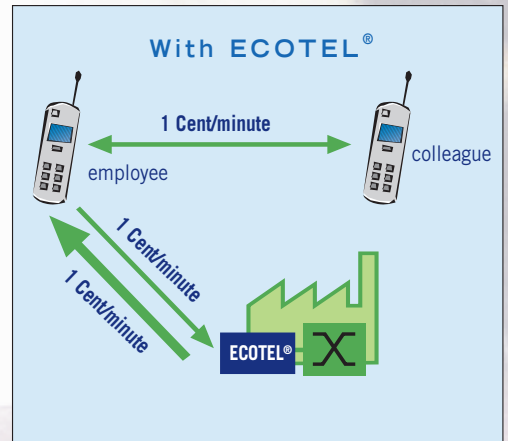 With ECOTEL®
1 Cent/minute
employee
colleague
1 Cent/minute
1 Cent/minute
ECOTEL®